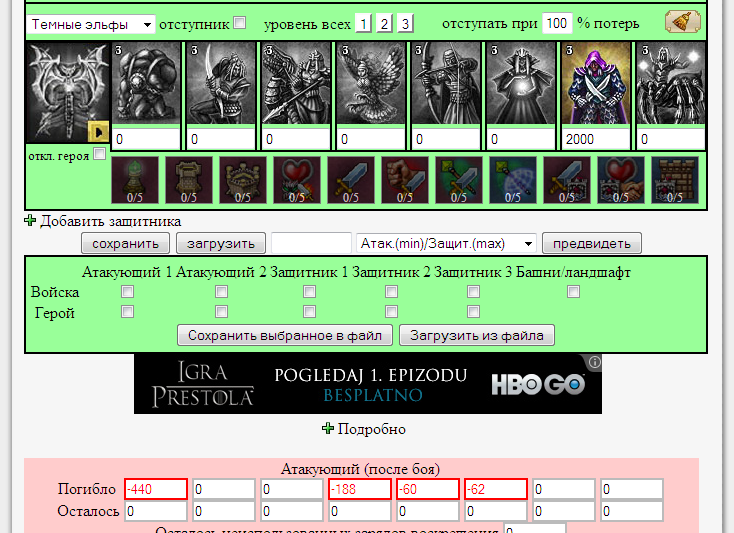 Темные эльфы отступник уровень всех 1 2 3 отступать при 100 % потерь
3 3 3 3 3 3 3 3
0 0 0 0 0 0 2000 0
откл. героя
0/5 0/5 0/5 0/5 0/5 0/5 0/5 0/5 0/5 0/5 0/5
Добавить защитника
сохранить загрузить Атак.(min)/Защит.(max) предвидеть
Атакующий 1 Атакующий 2 Защитник 1 Защитник 2 Защитник 3 Башни/ландшафт
Войска
Герой
Сохранить выбранное в файл Загрузить из файла
IGRA PRESTOLA
POGLEDAJ 1. EPIZODU
BESPLATNO
HBO GO
Подробно
Атакующий (после боя)
Погибло -440 0 0 -188 -60 -62 0 0
Осталось 0 0 0 0 0 0 0 0
Осталось неиспользованных зарядов воскрешения 0